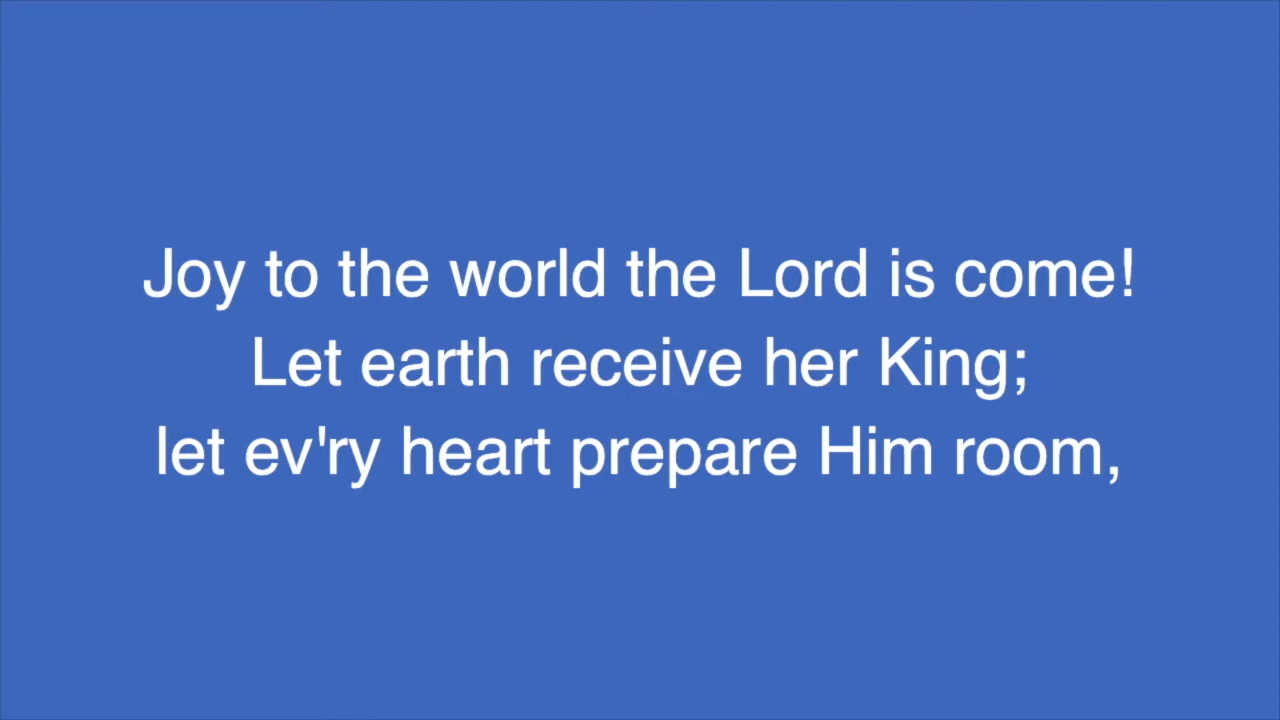 Joy to the world the Lord is come!
Let earth receive her King;
let ev'ry heart prepare Him room,